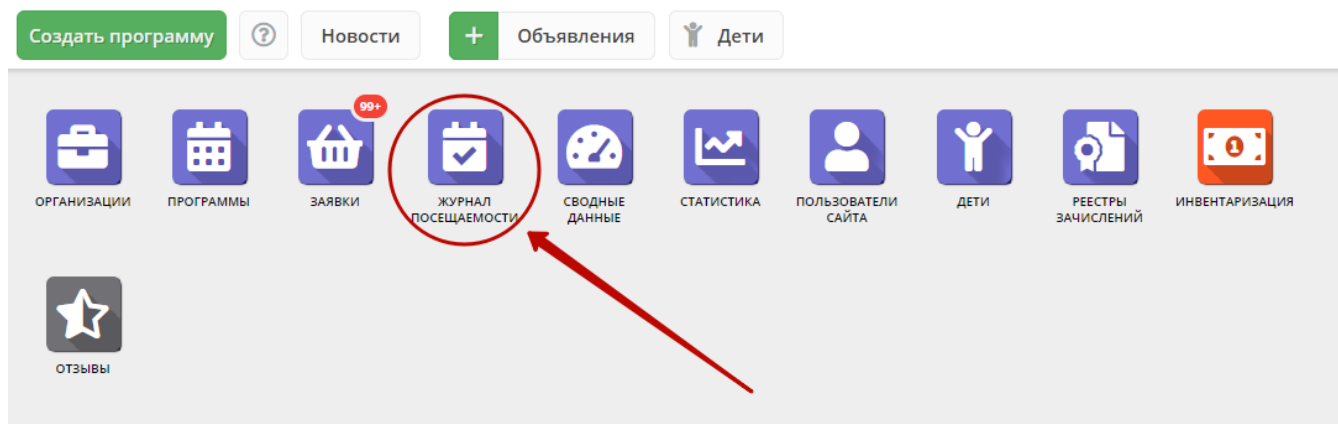 Создать программу
Новости
+ Объявления
Дети
99+
ОРГАНИЗАЦИИ
ПРОГРАММЫ
ЗАЯВКИ
ЖУРНАЛ
ПОСЕЩАЕМОСТИ
СВОДНЫЕ
ДАННЫЕ
СТАТИСТИКА
ПОЛЬЗОВАТЕЛИ
САЙТА
ДЕТИ
РЕЕСТРЫ
ЗАЧИСЛЕНИЙ
1
ИНВЕНТАРИЗАЦИЯ
ОТЗЫВЫ